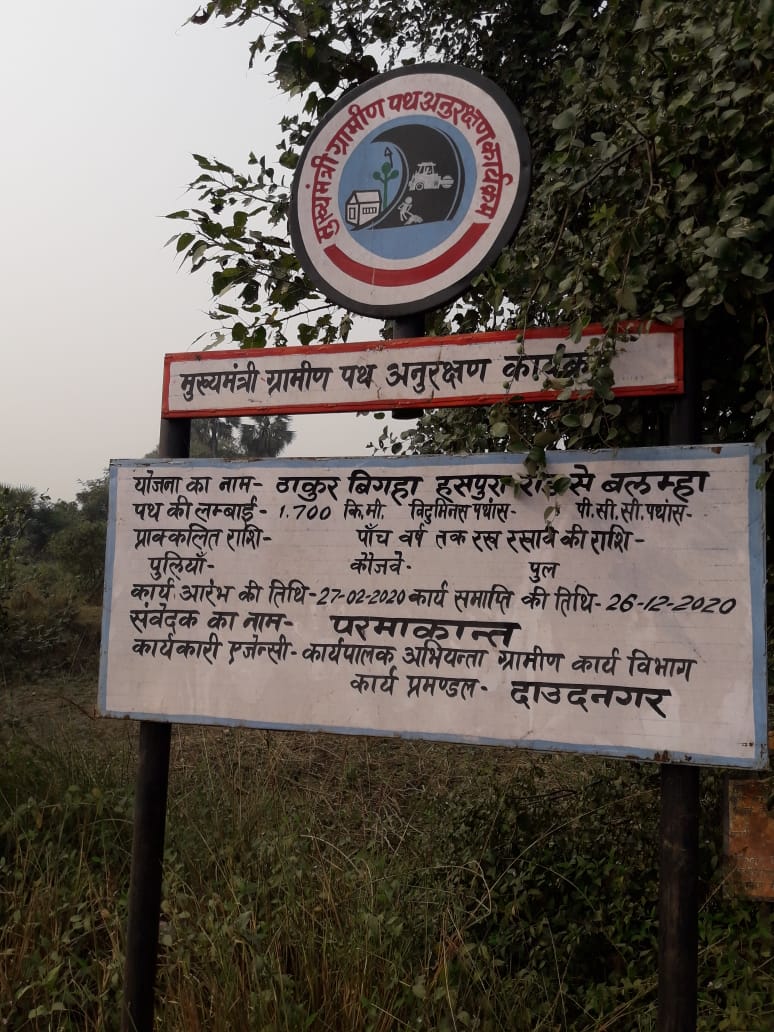 मुख्यमंत्री ग्रामीण पथ अनुरक्षण कार्यक्रम
मुख्यमंत्री ग्रामीण पथ अनुरक्षण कार्यक्र
योजना का नाम- ठाकुर बिगहा हसपुरा रोड से बलम्हा
पथ की लम्बाई- 1.700 कि.मी. विटुमिनस पथांस- पी.सी.सी. पथांस-
प्राक्कलित राशि- पाँच वर्ष तक रख रखाव की राशि-
पुलियाँ- कौजवे- पुल
कार्य आरंभ की तिथि-27-02-2020 कार्य समाप्ति की तिथि-26-12-2020
संवेदक का नाम- परमाकान्त
कार्यकारी एजेन्सी- कार्यपालक अभियन्ता ग्रामीण कार्य विभाग
कार्य प्रमण्डल- दाउदनगर